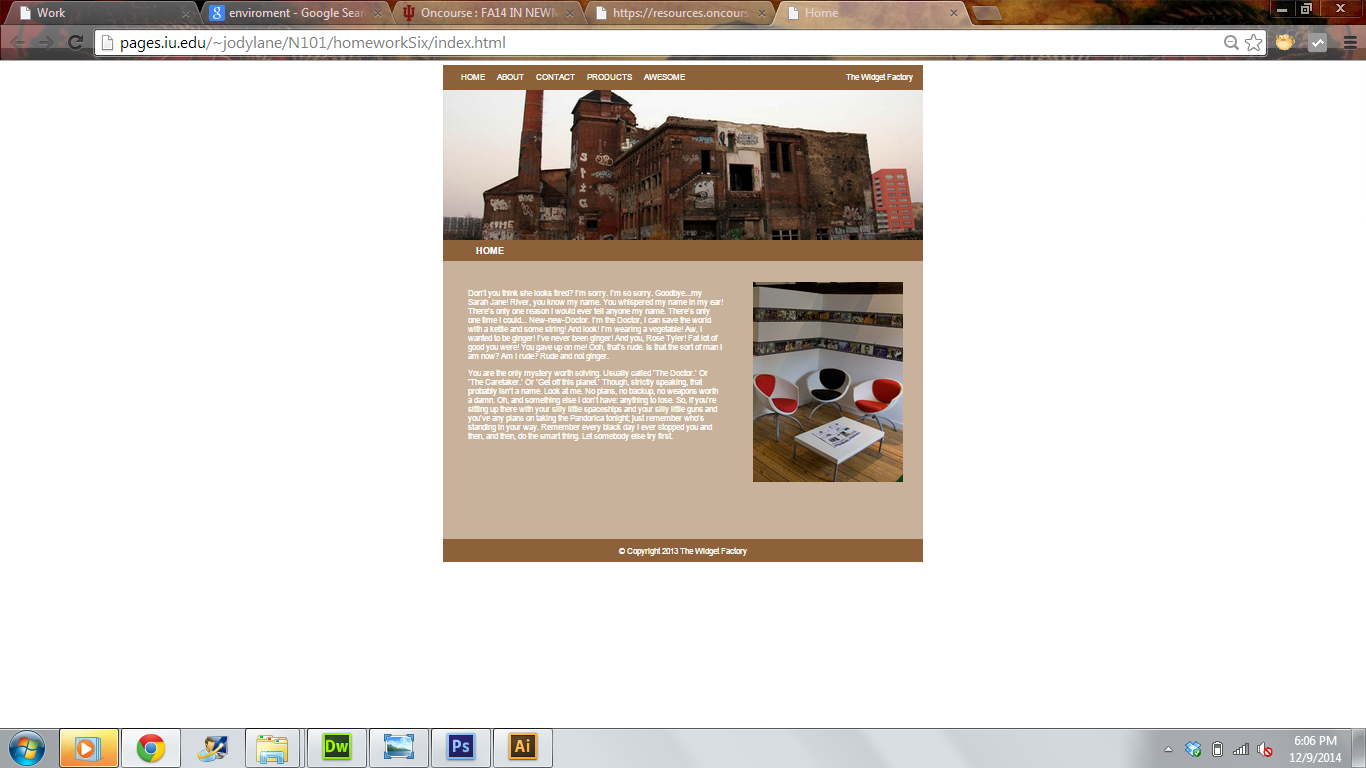 Work
enviroment - Google Sear
Oncourse : FA14 IN NEWM
https://resources.oncours
Home
pages.iu.edu/~jodylane/N101/homeworkSix/index.html
HOME ABOUT CONTACT PRODUCTS AWESOME The Widget Factory
HOME
Don't you think she looks tired? I'm sorry. I'm so sorry. Goodbye...my
Sarah Jane! River, you know my name. You whispered my name in my ear!
There's only one reason I would ever tell anyone my name. There's only
one time I could... New-new-Doctor. I'm the Doctor, I can save the world
with a kettle and some string! And look! I'm wearing a vegetable! Aw, I
wanted to be ginger! I've never been ginger! And you, Rose Tyler! Fat lot of
good you were! You gave up on me! Ooh, that's rude. Is that the sort of man I
am now? Am I rude? Rude and not ginger.
You are the only mystery worth solving. Usually called 'The Doctor.' Or
'The Caretaker.' Or 'Get off this planet.' Though, strictly speaking, that
probably isn't a name. Look at me. No plans, no backup, no weapons worth
a damn. Oh, and something else I don't have: anything to lose. So, if you're
sitting up there with your silly little spaceships and your silly little guns and
you've any plans on taking the Pandorica tonight; just remember who's
standing in your way. Remember every black day I ever stopped you and
then, and then, do the smart thing. Let somebody else try first.
© Copyright 2013 The Widget Factory
Dw
Ps
Ai
6:06 PM
12/9/2014